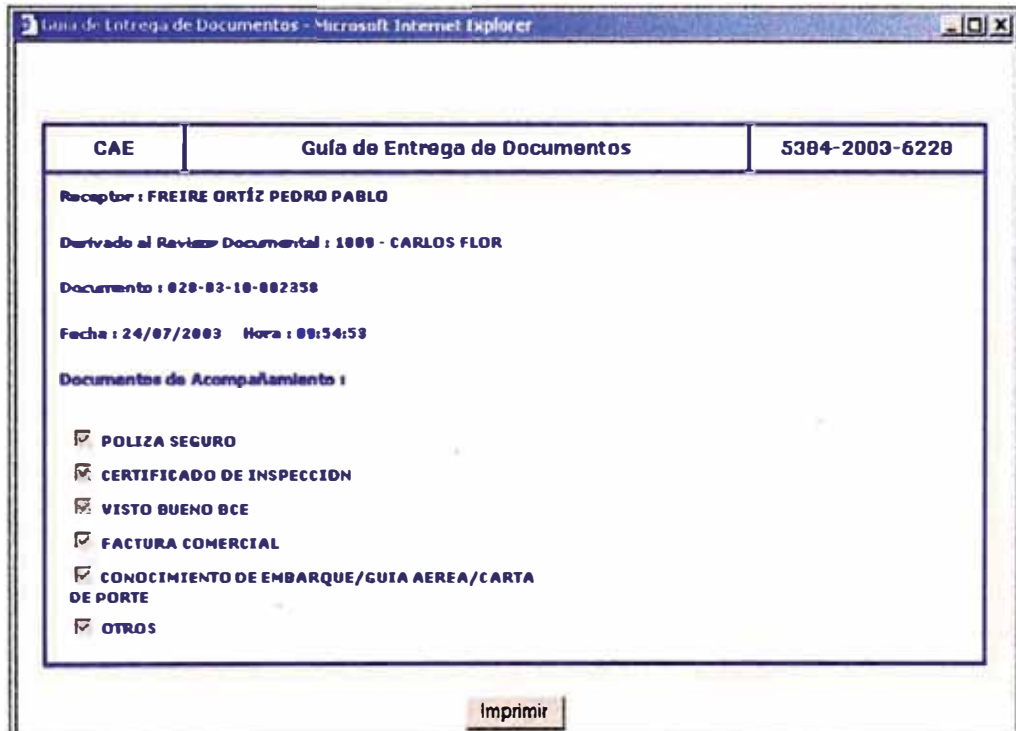 Guia de Entrega de Documentos - Microsoft Internet Explorer
CAE Guía de Entrega de Documentos 5384-2003-6228
Receptor : FREIRE ORTÍZ PEDRO PABLO
Derivado al Revisor Documental : 1009 - CARLOS FLOR
Documento : 028-03-10-002358
Fecha : 24/07/2003 Hora : 09:54:53
Documentos de Acompañamiento :
POLIZA SEGURO
CERTIFICADO DE INSPECCION
VISTO BUENO BCE
FACTURA COMERCIAL
CONOCIMIENTO DE EMBARQUE/GUIA AEREA/CARTA
DE PORTE
OTROS
Imprimir